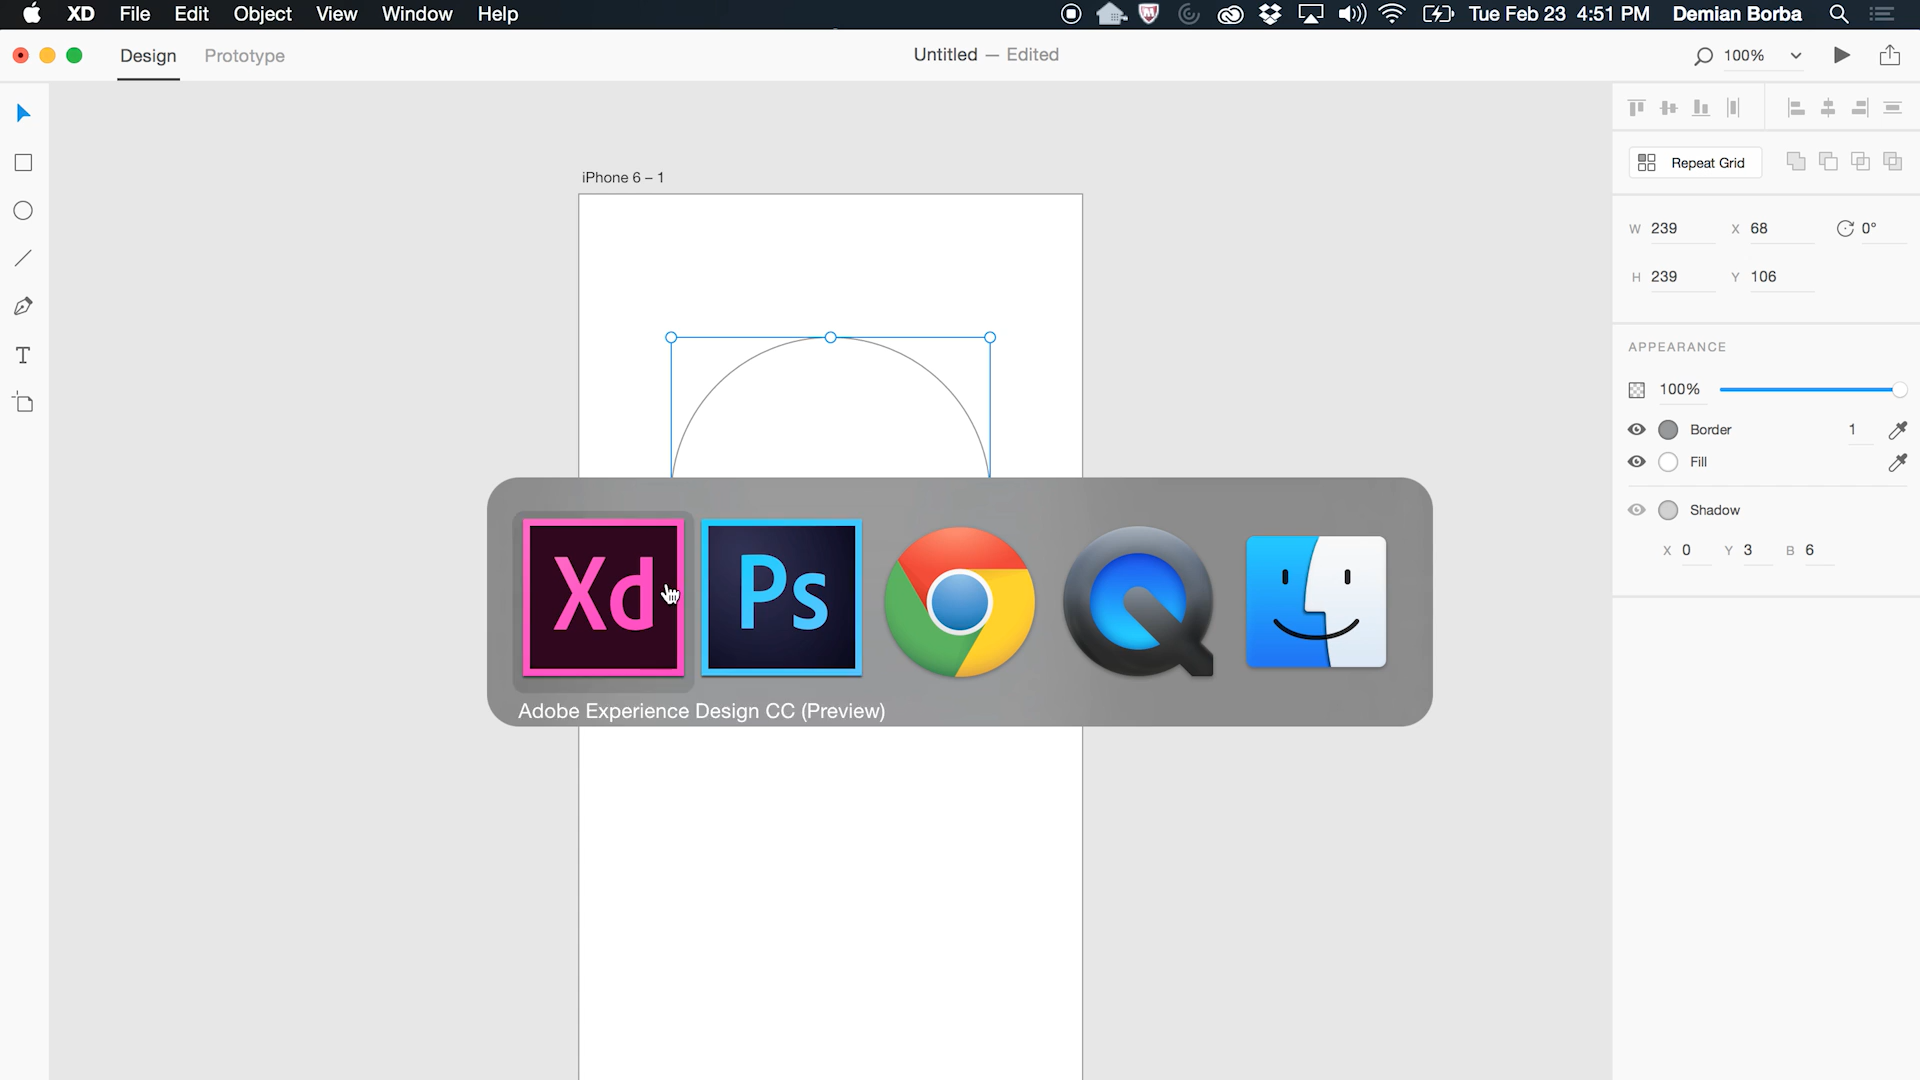 XD File Edit Object View Window Help Tue Feb 23 4:51 PM Demian Borba
Design Prototype Untitled — Edited 100%
iPhone 6 – 1
Repeat Grid
W 239 X 68 0°
H 239 Y 106
APPEARANCE
100%
Border 1
Fill
Shadow
X 0 Y 3 B 6
T
Xd Ps
Adobe Experience Design CC (Preview)